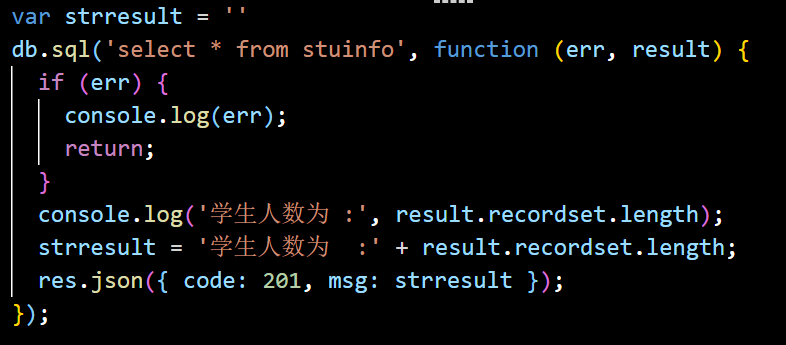 var strresult = ''
db.sql('select * from stuinfo', function (err, result) {
if (err) {
console.log(err);
return;
}
console.log('学生人数为 :', result.recordset.length);
strresult = '学生人数为  :' + result.recordset.length;
res.json({ code: 201, msg: strresult });
});